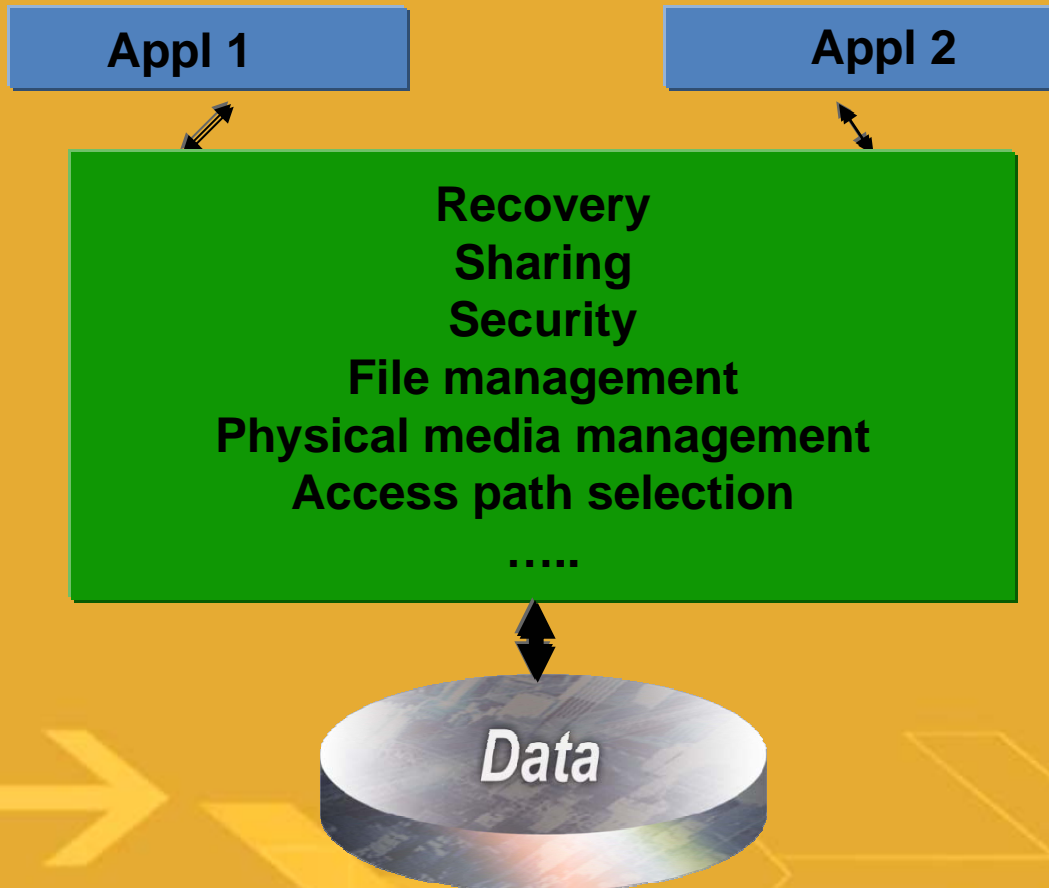 Appl 1
Appl 2
Recovery
Sharing
Security
File management
Physical media management
Access path selection
.....
Data